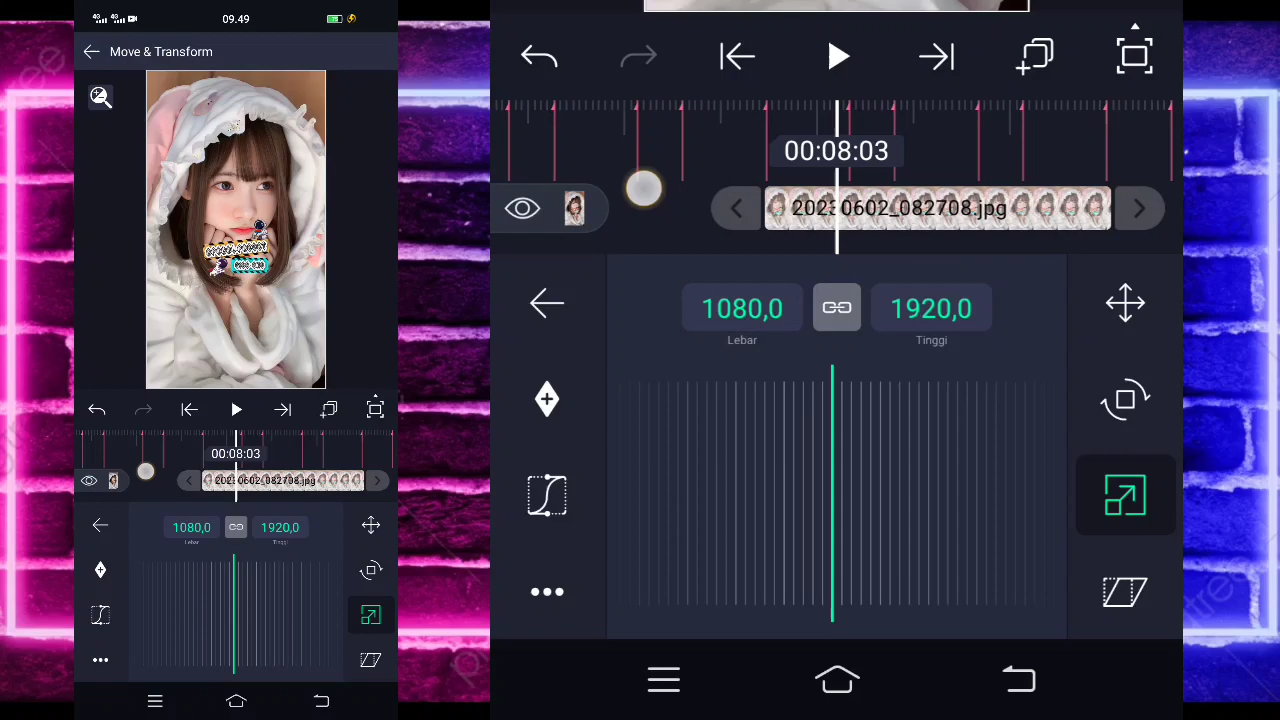 09.49
Move & Transform
00:08:03
20230602_082708.jpg
1080,0
1920,0
Lebar
Tinggi
00:08:03
20230602_082708.jpg
1080,0
1920,0
Lebar
Tinggi